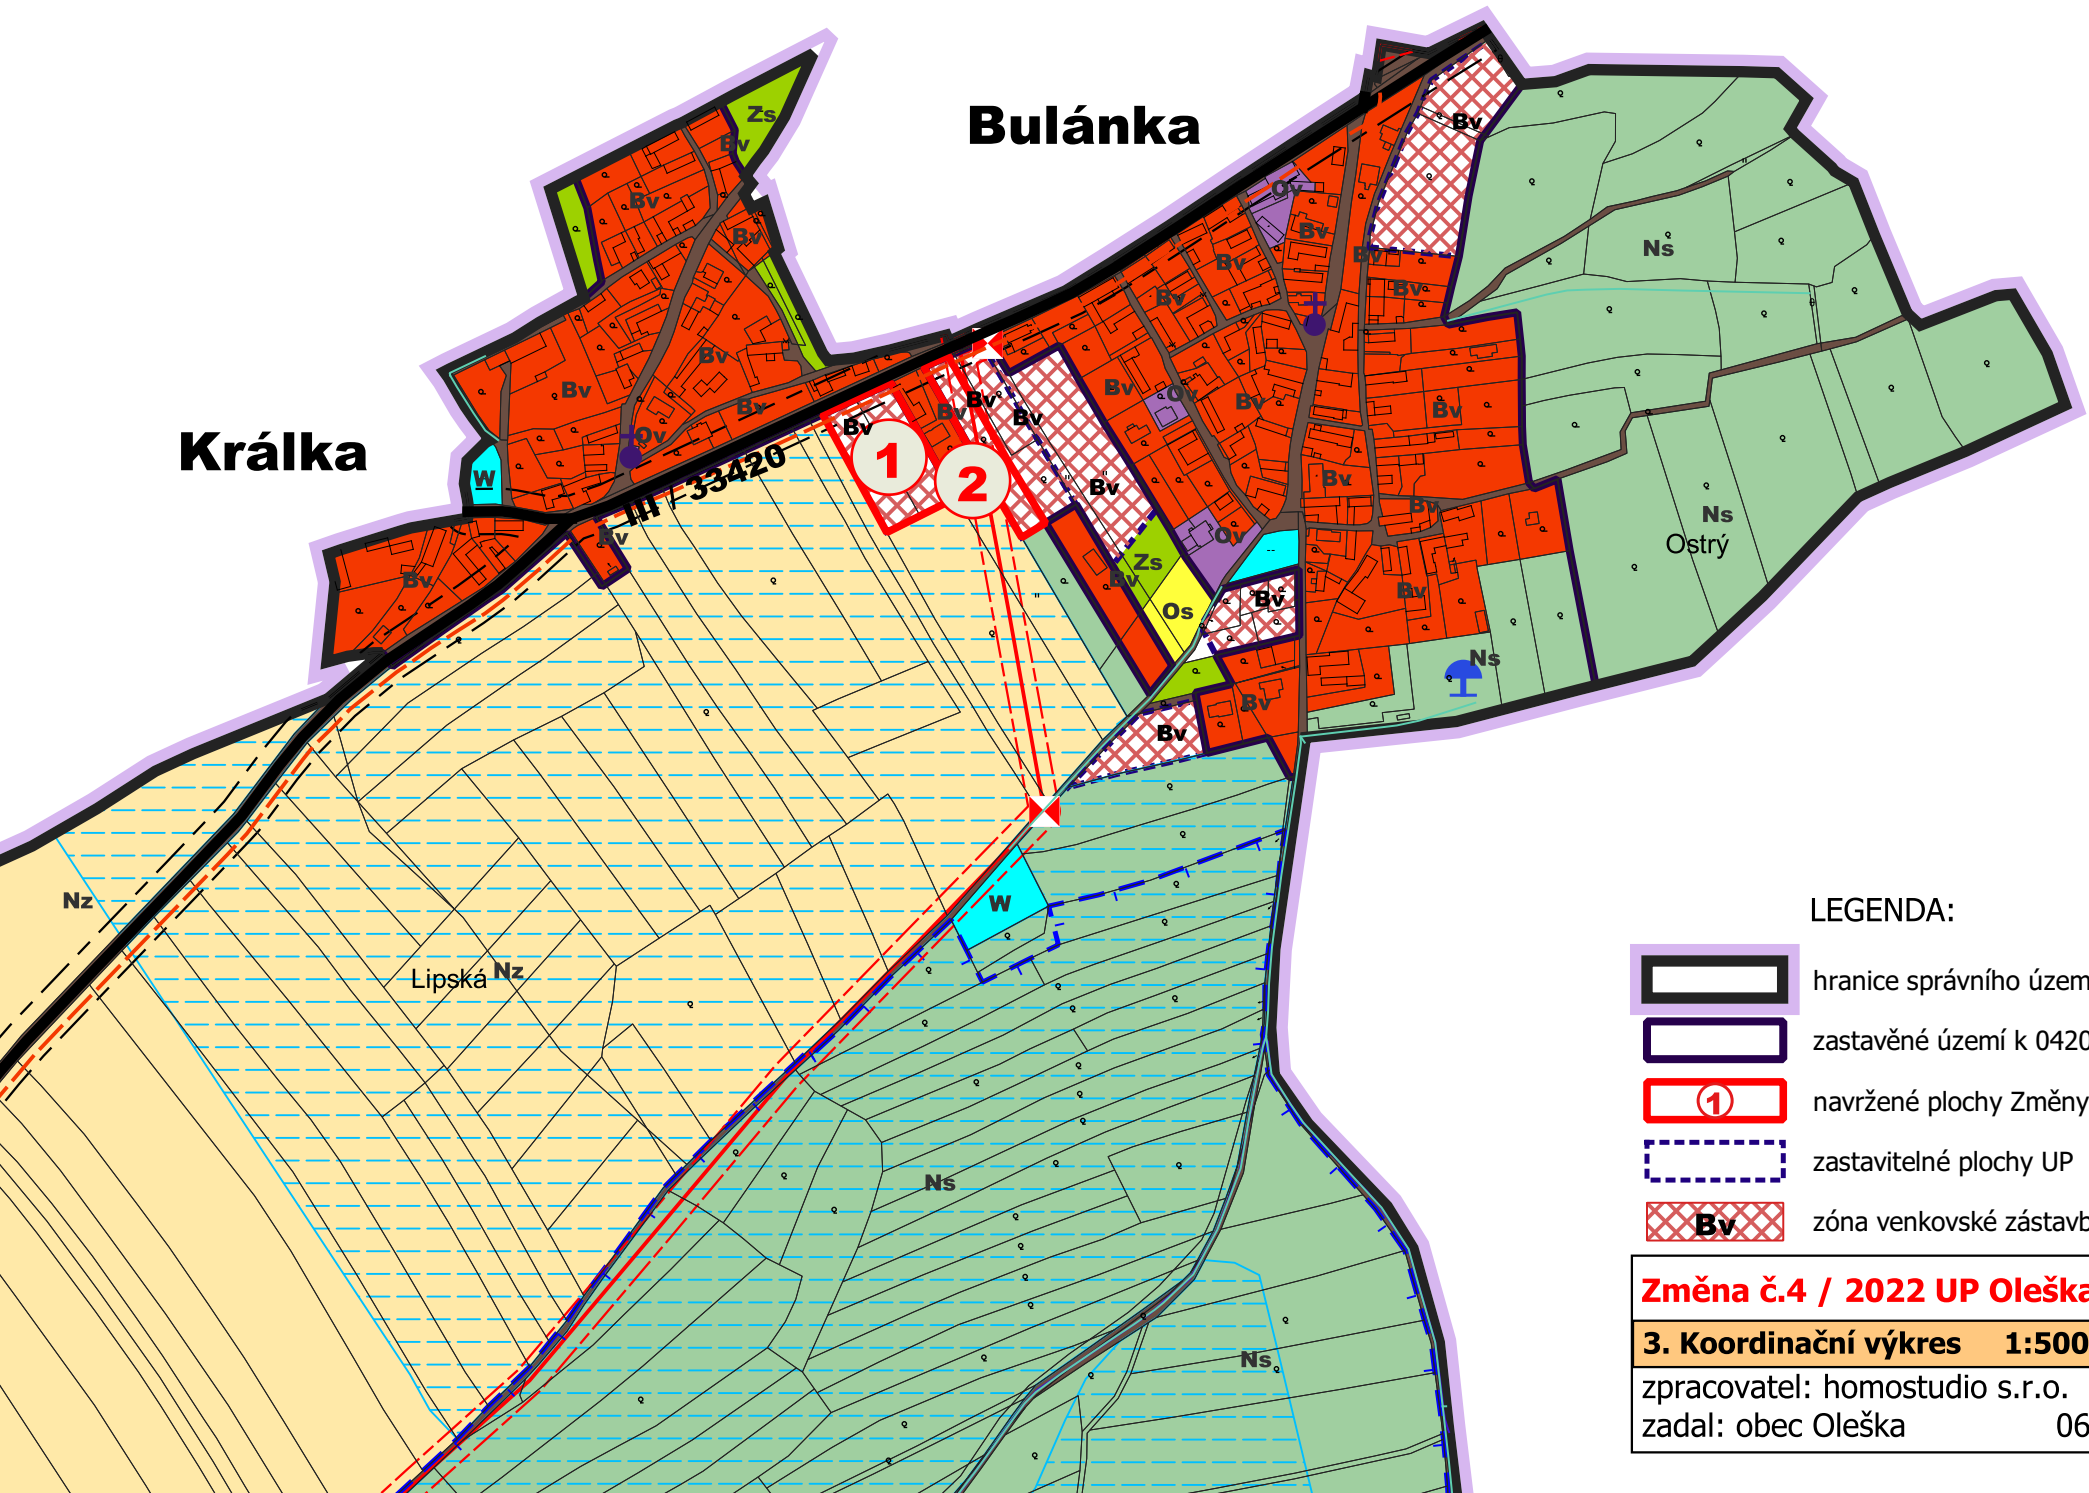 Bulánka
Králka
Zs
Bv
Bv
Bv
Bv
Bv
Bv
Ov
W
Bv
Bv
III / 33420
Bv
1
Bv
2
Bv
Bv
Bv
Bv
Ov
Bv
Bv
Bv
Bv
Bv
Bv
Ov
Bv
Bv
Bv
Bv
Ov
Zs
Bv
Os
Bv
Bv
Bv
Bv
Ns
Ns
Ostrý
Ns
Nz
Lipská Nz
W
Ns
Ns
LEGENDA:
hranice správního územ
zastavěné území k 0420
1 navržené plochy Změny
zastavitelné plochy UP
Bv zóna venkovské zástavb
Změna č.4 / 2022 UP Oleška
3. Koordinační výkres 1:500
zpracovatel: homostudio s.r.o.
zadal: obec Oleška 06